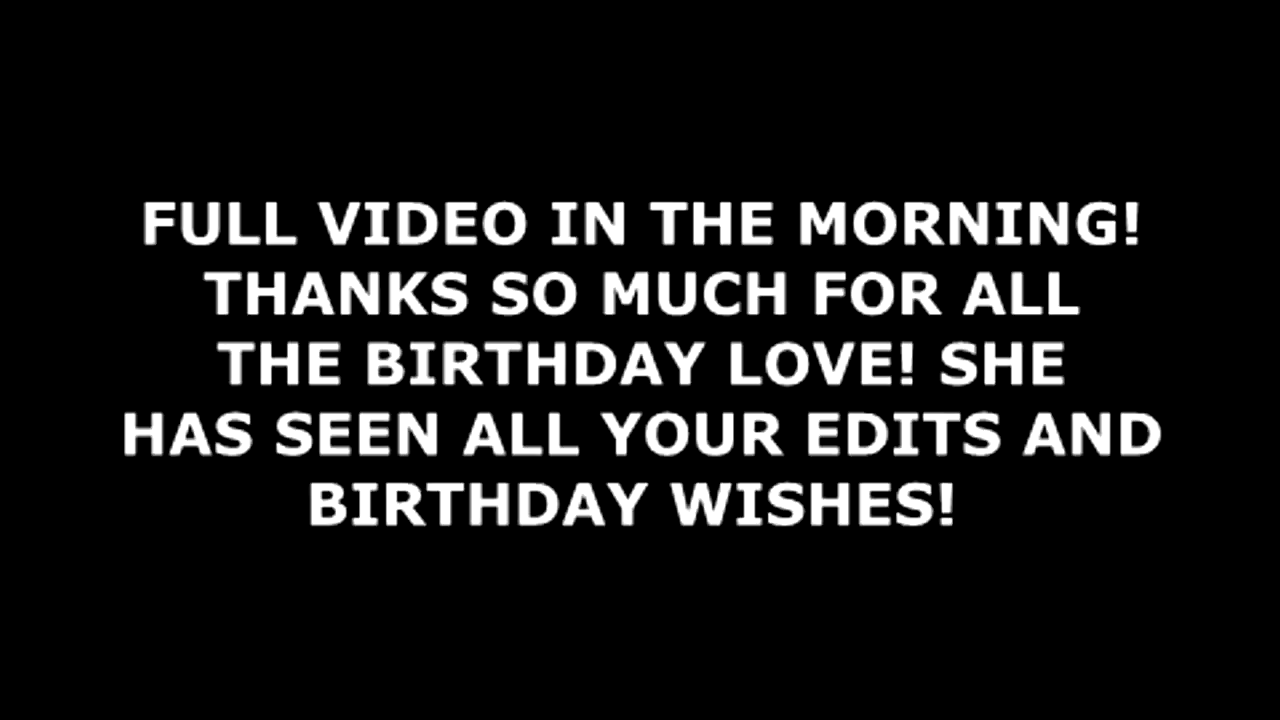 FULL VIDEO IN THE MORNING!
THANKS SO MUCH FOR ALL
THE BIRTHDAY LOVE! SHE
HAS SEEN ALL YOUR EDITS AND
BIRTHDAY WISHES!